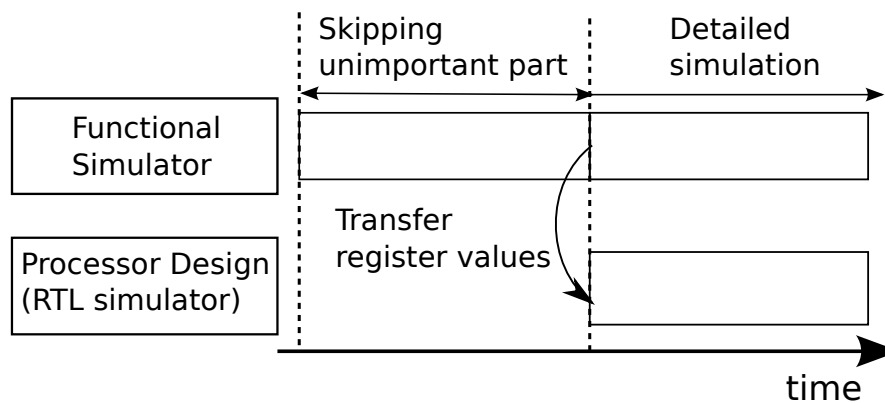 Skipping
unimportant part
Detailed
simulation
Functional
Simulator
Transfer
register values
Processor Design
(RTL simulator)
time